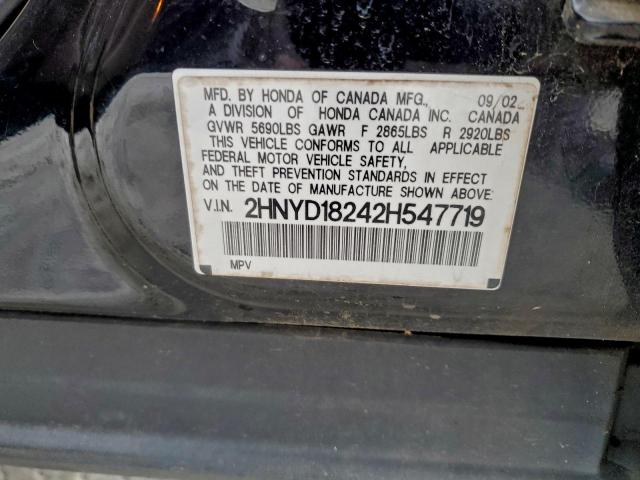 MFD. BY HONDA OF CANADA MFG., 09/02
A DIVISION OF HONDA CANADA INC. CANADA
GVWR 5690LBS GAWR F 2865LBS R 2920LBS
THIS VEHICLE CONFORMS TO ALL APPLICABLE
FEDERAL MOTOR VEHICLE SAFETY,
AND THEFT PREVENTION STANDARDS IN EFFECT
ON THE DATE OF MANUFACTURE SHOWN ABOVE.
V.I.N. 2HNYD18242H547719
MPV